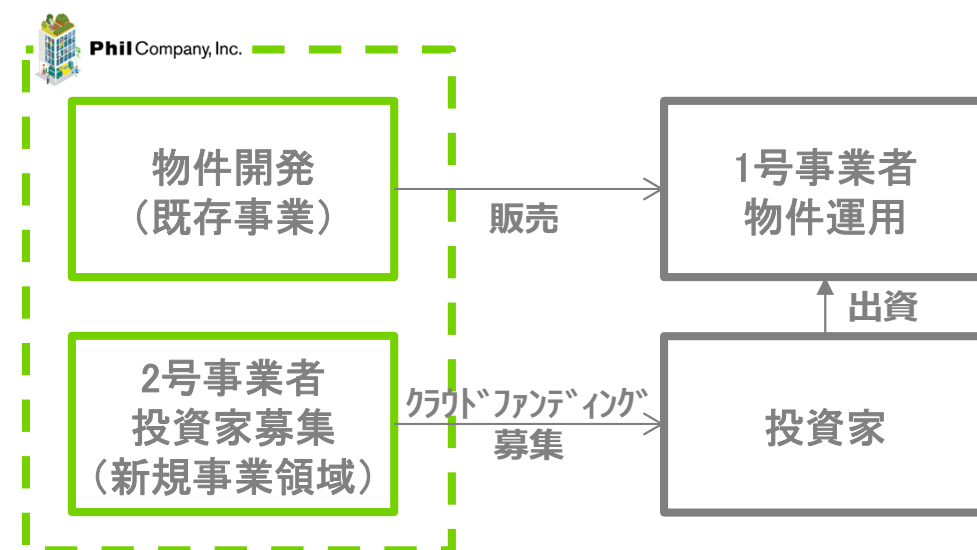 Phil Company, Inc.
物件開発
（既存事業）
販売
1号事業者
物件運用
出資
2号事業者
投資家募集
（新規事業領域）
ｸﾗｳﾄﾞﾌｧﾝﾃﾞｨﾝｸﾞ
募集
投資家